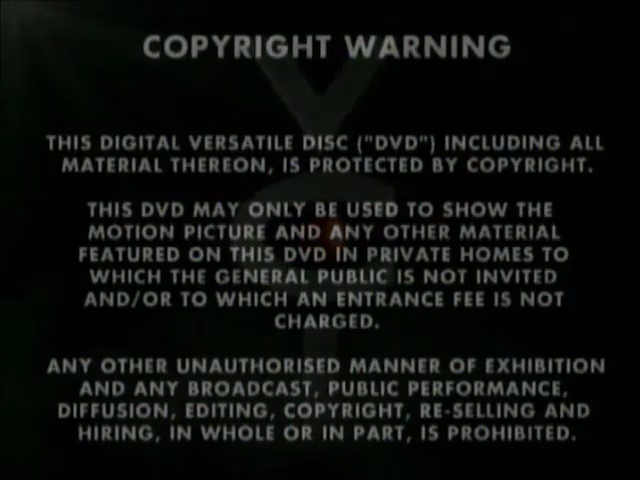 COPYRIGHT WARNING
THIS DIGITAL VERSATILE DISC ("DVD") INCLUDING ALL
MATERIAL THEREON, IS PROTECTED BY COPYRIGHT.
THIS DVD MAY ONLY BE USED TO SHOW THE
MOTION PICTURE AND ANY OTHER MATERIAL
FEATURED ON THIS DVD IN PRIVATE HOMES TO
WHICH THE GENERAL PUBLIC IS NOT INVITED
AND/OR TO WHICH AN ENTRANCE FEE IS NOT
CHARGED.
ANY OTHER UNAUTHORISED MANNER OF EXHIBITION
AND ANY BROADCAST, PUBLIC PERFORMANCE,
DIFFUSION, EDITING, COPYRIGHT, RE-SELLING AND
HIRING, IN WHOLE OR IN PART, IS PROHIBITED.